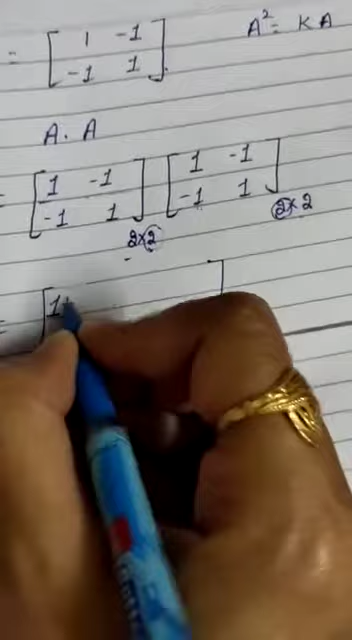 = [ 1 -1 A² = KA
-1 1 ].
A. A
= [ 1 -1 ] [ 1 -1 ]
[ -1 1 ] [ -1 1 ]
2×2 2×2
= [ 1+ ]